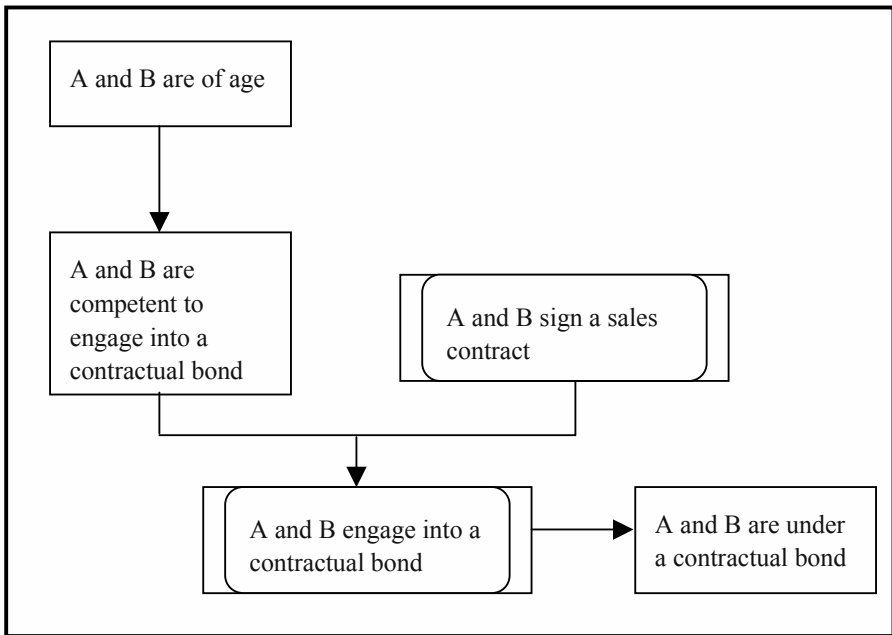 A and B are of age
A and B are
competent to
engage into a
contractual bond
A and B sign a sales
contract
A and B engage into a
contractual bond
A and B are under
a contractual bond